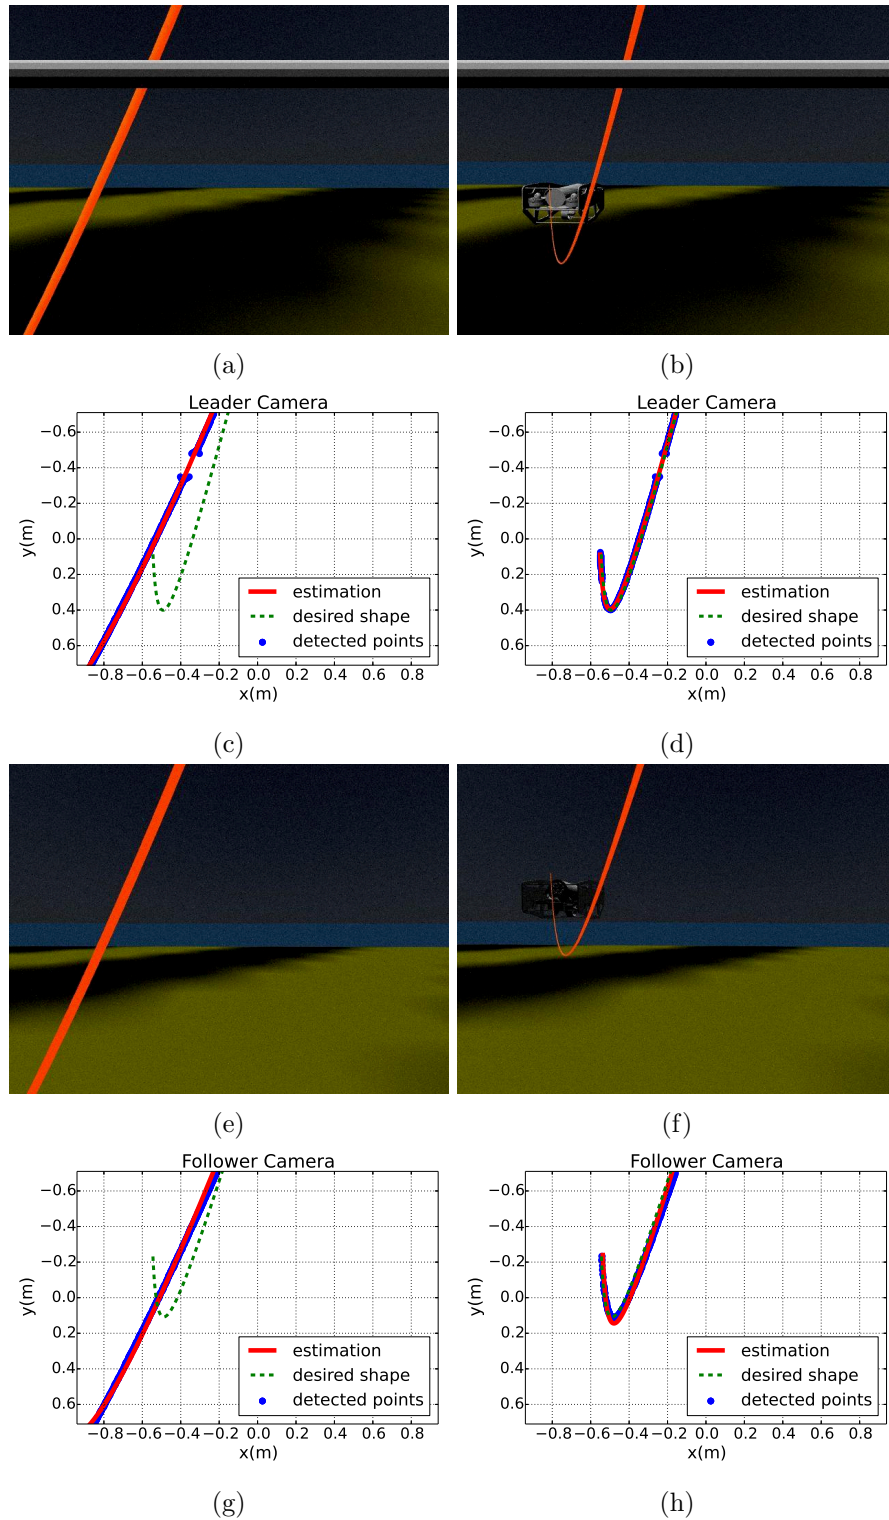 (a)
(b)
Leader Camera
−0.6
−0.4
−0.2
0.0
0.2
0.4
0.6
y(m)
estimation
desired shape
detected points
−0.8 −0.6 −0.4 −0.2 0.0 0.2 0.4 0.6 0.8
x(m)
Leader Camera
−0.6
−0.4
−0.2
0.0
0.2
0.4
0.6
y(m)
estimation
desired shape
detected points
−0.8 −0.6 −0.4 −0.2 0.0 0.2 0.4 0.6 0.8
x(m)
(c)
(d)
(e)
(f)
Follower Camera
−0.6
−0.4
−0.2
0.0
0.2
0.4
0.6
y(m)
estimation
desired shape
detected points
−0.8 −0.6 −0.4 −0.2 0.0 0.2 0.4 0.6 0.8
x(m)
Follower Camera
−0.6
−0.4
−0.2
0.0
0.2
0.4
0.6
y(m)
estimation
desired shape
detected points
−0.8 −0.6 −0.4 −0.2 0.0 0.2 0.4 0.6 0.8
x(m)
(g)
(h)